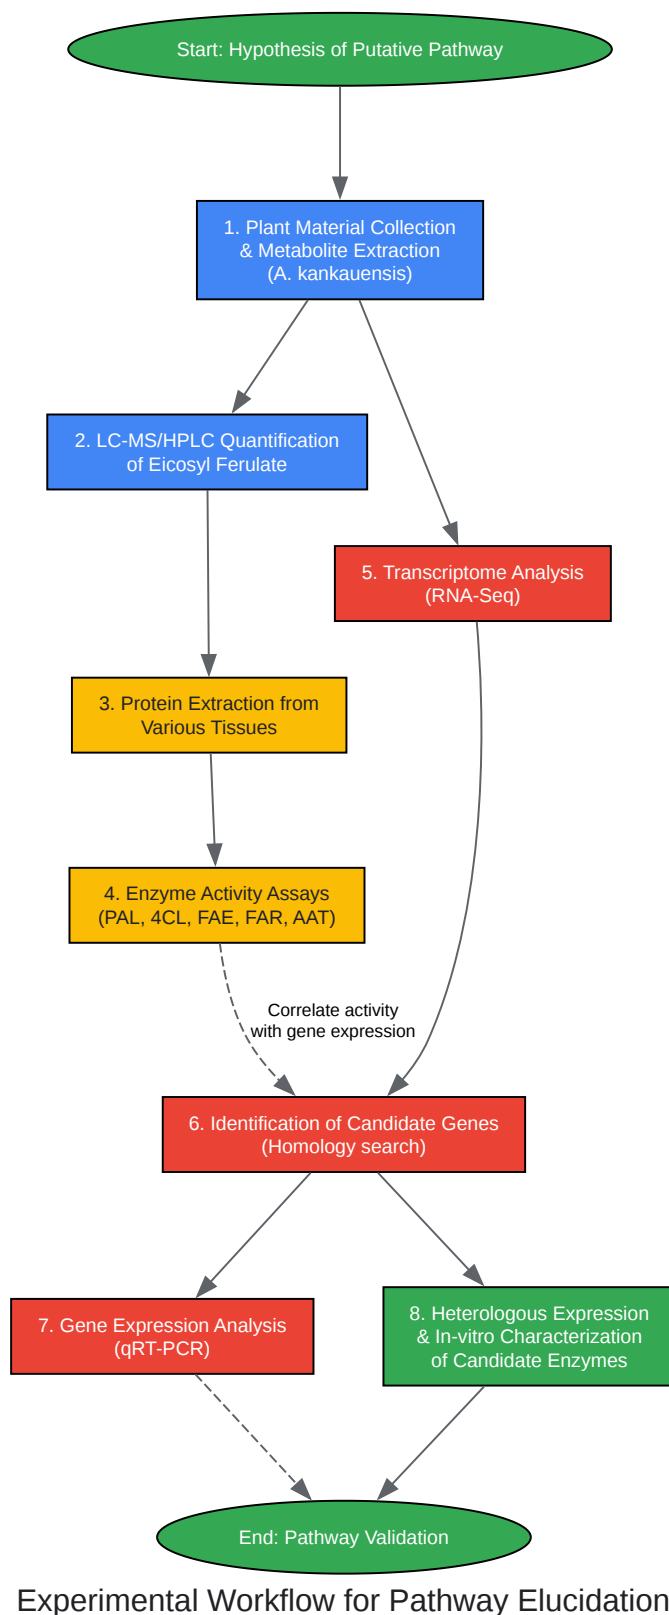 Start: Hypothesis of Putative Pathway
1. Plant Material Collection
& Metabolite Extraction
(A. kankauensis)
2. LC-MS/HPLC Quantification
of Eicosyl Ferulate
5. Transcriptome Analysis
(RNA-Seq)
3. Protein Extraction from
Various Tissues
4. Enzyme Activity Assays
(PAL, 4CL, FAE, FAR, AAT)
Correlate activity
with gene expression
6. Identification of Candidate Genes
(Homology search)
7. Gene Expression Analysis
(qRT-PCR)
8. Heterologous Expression
& In-vitro Characterization
of Candidate Enzymes
End: Pathway Validation
Experimental Workflow for Pathway Elucidation